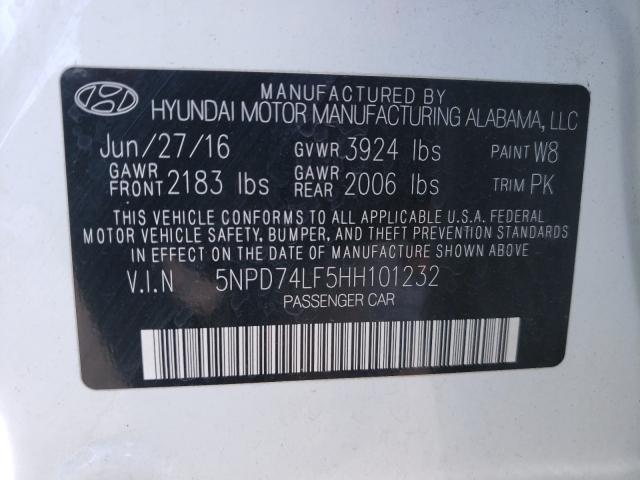 MANUFACTURED BY
HYUNDAI MOTOR MANUFACTURING ALABAMA, LLC
Jun/27/16 GVWR 3924 lbs PAINT W8
GAWR FRONT 2183 lbs GAWR REAR 2006 lbs TRIM PK
THIS VEHICLE CONFORMS TO ALL APPLICABLE U.S.A. FEDERAL
MOTOR VEHICLE SAFETY, BUMPER, AND THEFT PREVENTION STANDARDS
IN EFFECT ON THE DATE OF MANUFACTURE SHOWN ABOVE.
V.I.N 5NPD74LF5HH101232
PASSENGER CAR